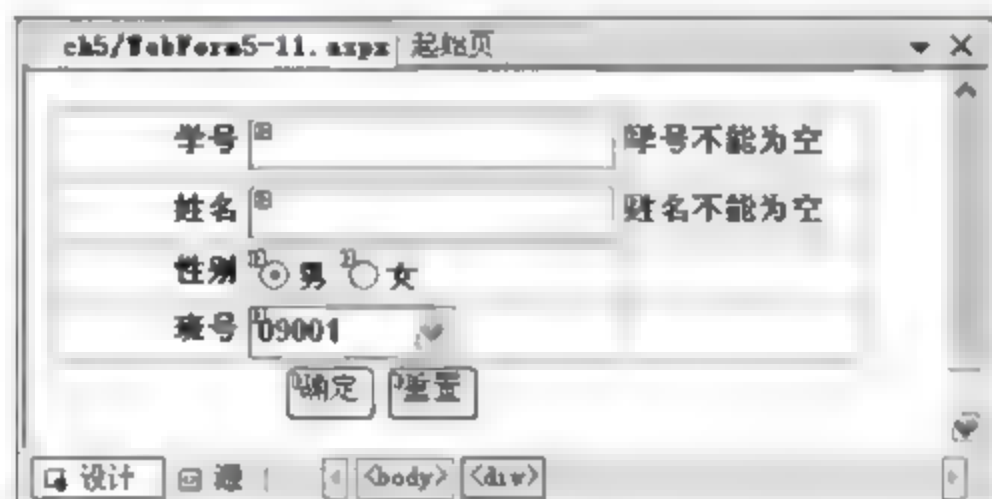 ch5/WebForm5-11.aspx 起始页
学号 学号不能为空
姓名 姓名不能为空
性别 男 女
班号 09001
确定 重置
设计 源 <body> <div>